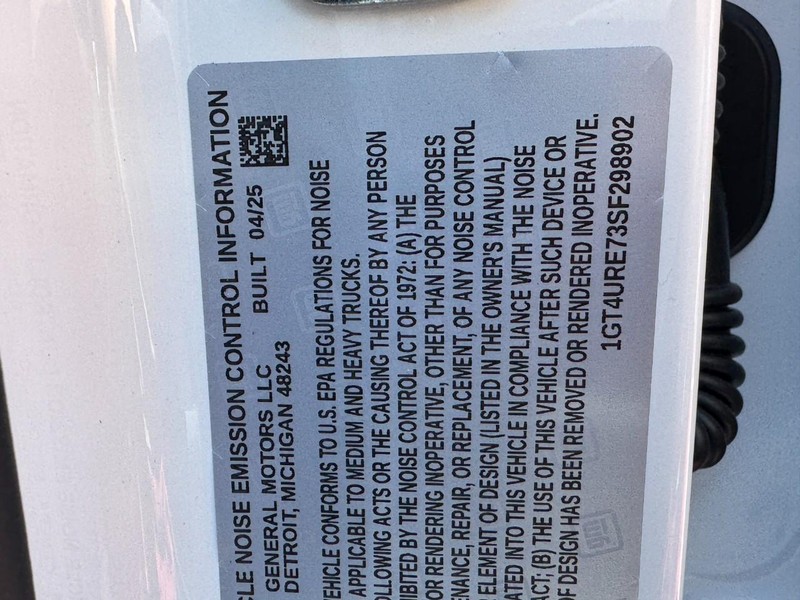 CLE NOISE EMISSION CONTROL INFORMATION
GENERAL MOTORS LLC BUILT 04/25
DETROIT, MICHIGAN 48243
VEHICLE CONFORMS TO U.S. EPA REGULATIONS FOR NOISE
APPLICABLE TO MEDIUM AND HEAVY TRUCKS.
OLLOWING ACTS OR THE CAUSING THEREOF BY ANY PERSON
HIBITED BY THE NOISE CONTROL ACT OF 1972: (A) THE
OR RENDERING INOPERATIVE, OTHER THAN FOR PURPOSES
ENANCE, REPAIR, OR REPLACEMENT, OF ANY NOISE CONTROL
ELEMENT OF DESIGN (LISTED IN THE OWNER'S MANUAL)
ATED INTO THIS VEHICLE IN COMPLIANCE WITH THE NOISE
ACT; (B) THE USE OF THIS VEHICLE AFTER SUCH DEVICE OR
OF DESIGN HAS BEEN REMOVED OR RENDERED INOPERATIVE.
1GT4URE73SF298902